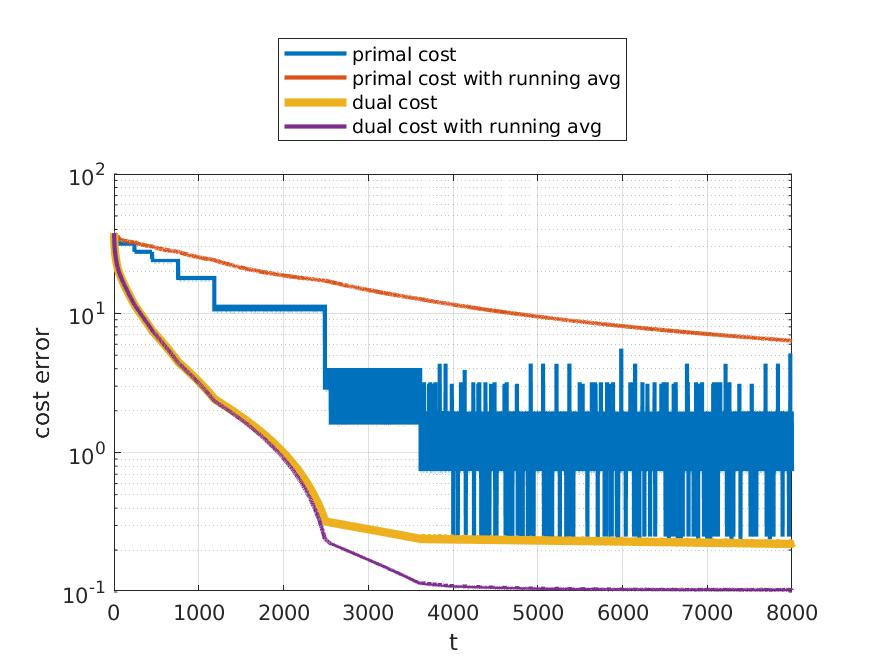 primal cost
primal cost with running avg
dual cost
dual cost with running avg
10^2
10^1
10^0
10^-1
cost error
0 1000 2000 3000 4000 5000 6000 7000 8000
t